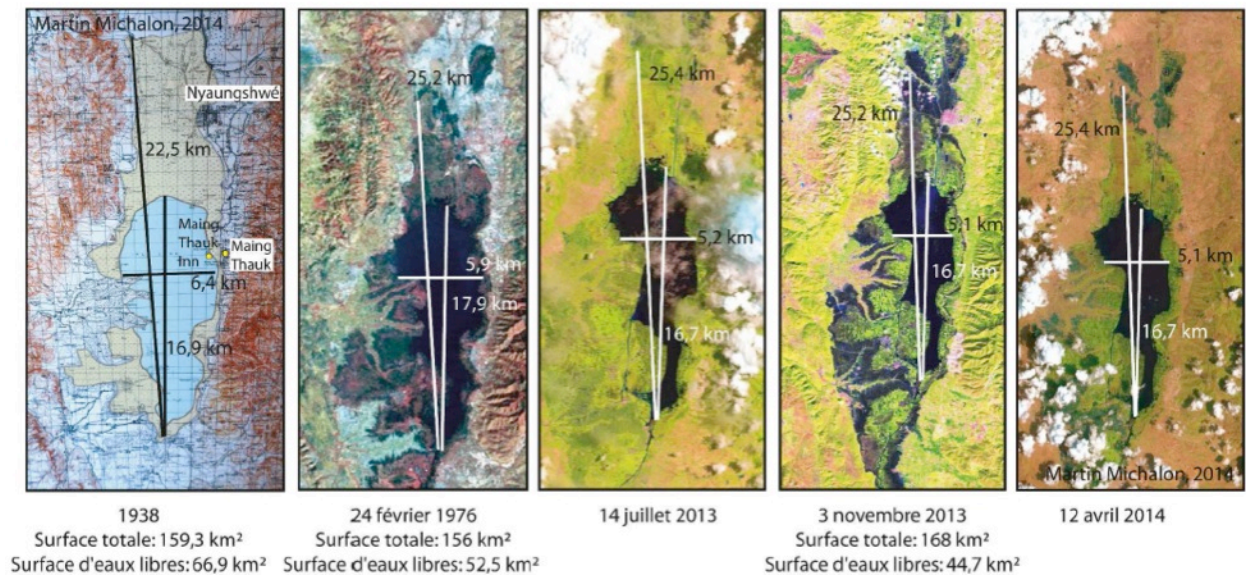 Martin Michalon, 2014
Nyaungshwé
22,5 km
Maing
Thauk
Inn
Maing
Thauk
6,4 km
16,9 km
25,2 km
5,9 km
17,9 km
25,4 km
5,2 km
16,7 km
25,2 km
5,1 km
16,7 km
25,4 km
5,1 km
16,7 km
Martin Michalon, 2014
1938
Surface totale: 159,3 km²
Surface d'eaux libres: 66,9 km²
24 février 1976
Surface totale: 156 km²
Surface d'eaux libres: 52,5 km²
14 juillet 2013
3 novembre 2013
Surface totale: 168 km²
Surface d'eaux libres: 44,7 km²
12 avril 2014